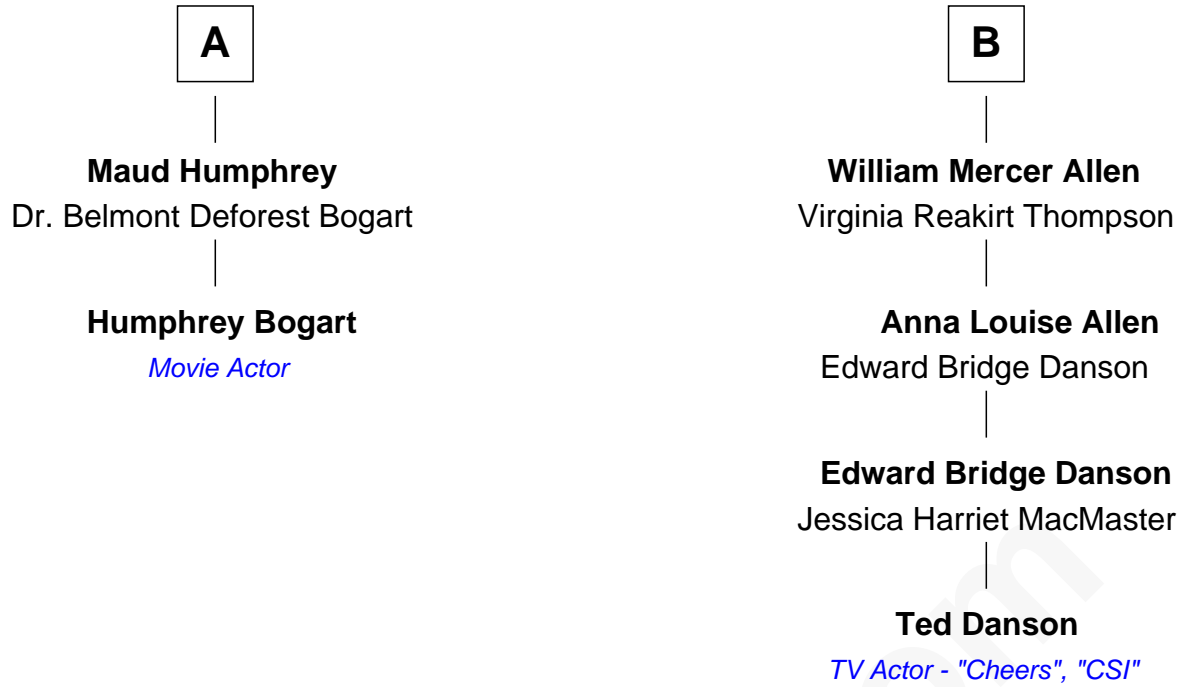 A
Maud Humphrey
Dr. Belmont Deforest Bogart
Humphrey Bogart
Movie Actor
B
William Mercer Allen
Virginia Reakirt Thompson
Anna Louise Allen
Edward Bridge Danson
Edward Bridge Danson
Jessica Harriet MacMaster
Ted Danson
TV Actor - "Cheers", "CSI"